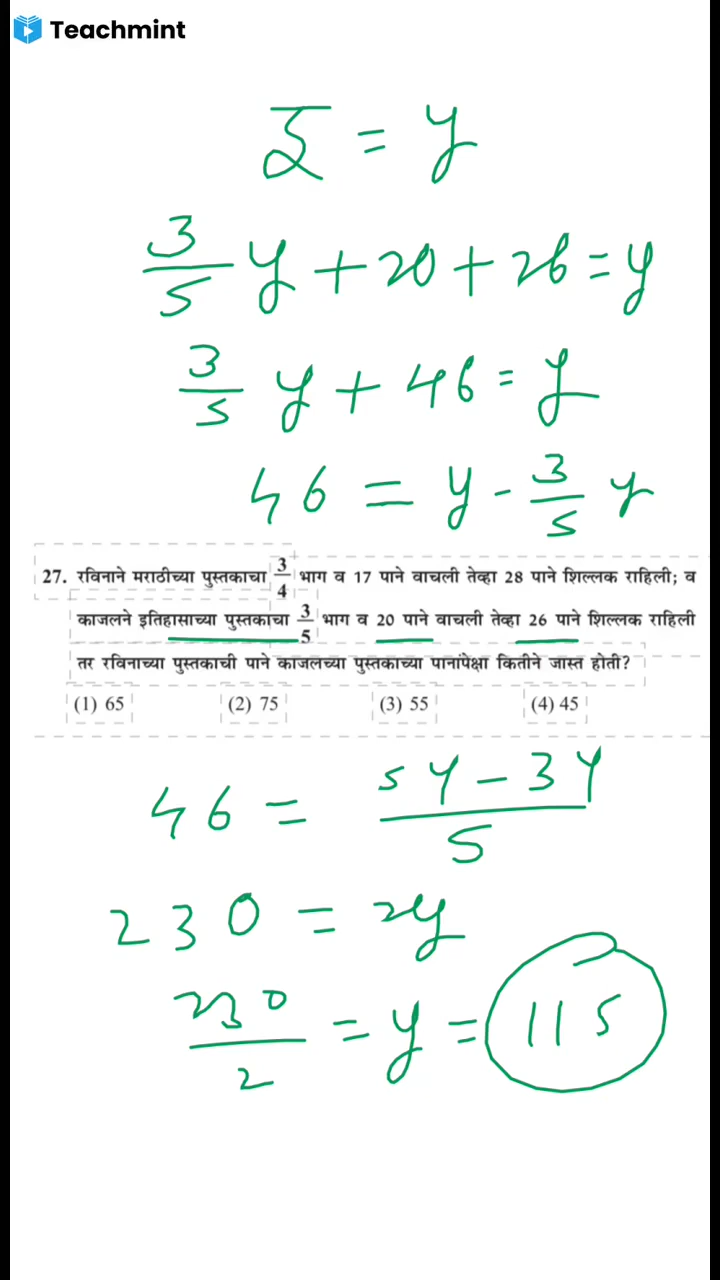 Teachmint
इ = y
3/5 y + 20 + 26 = y
3/5 y + 46 = y
46 = y - 3/5 y
27. रविनाने मराठीच्या पुस्तकाचा 3/4 भाग व 17 पाने वाचली तेव्हा 28 पाने शिल्लक राहिली; व
काजलने इतिहासाच्या पुस्तकाचा 3/5 भाग व 20 पाने वाचली तेव्हा 26 पाने शिल्लक राहिली
तर रविनाच्या पुस्तकाची पाने काजलच्या पुस्तकाच्या पानांपेक्षा कितीने जास्त होती?
(1) 65 (2) 75 (3) 55 (4) 45
46 = 5y - 3y / 5
230 = 2y
230/2 = y = 115